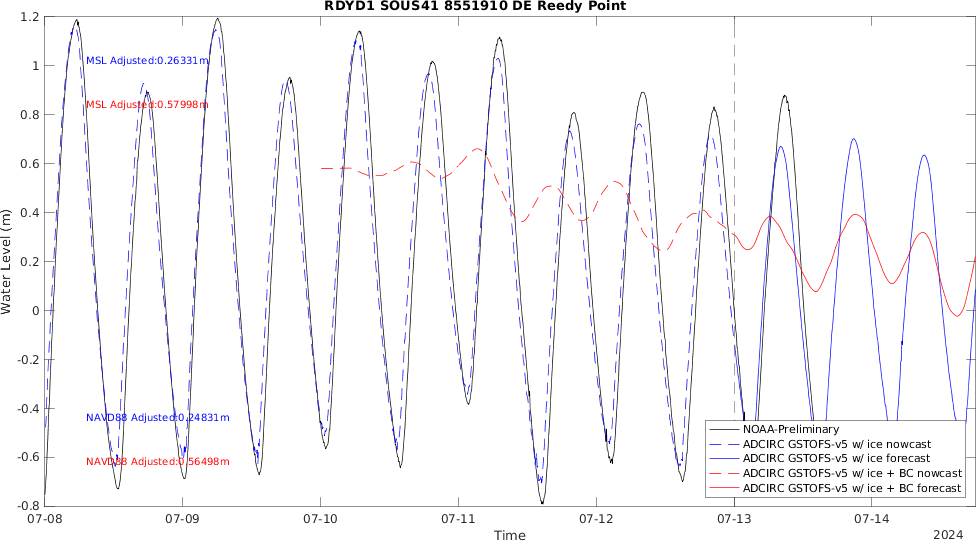 RDYD1 SOUS41 8551910 DE Reedy Point
Water Level (m)
1.2
1
0.8
0.6
0.4
0.2
0
-0.2
-0.4
-0.6
-0.8
MSL Adjusted:0.26331m
MSL Adjusted:0.57998m
NAVD88 Adjusted:0.24831m
NAVD88 Adjusted:0.56498m
NOAA-Preliminary
ADCIRC GSTOFS-v5 w/ ice nowcast
ADCIRC GSTOFS-v5 w/ ice forecast
ADCIRC GSTOFS-v5 w/ ice + BC nowcast
ADCIRC GSTOFS-v5 w/ ice + BC forecast
07-08 07-09 07-10 07-11 07-12 07-13 07-14
Time
2024